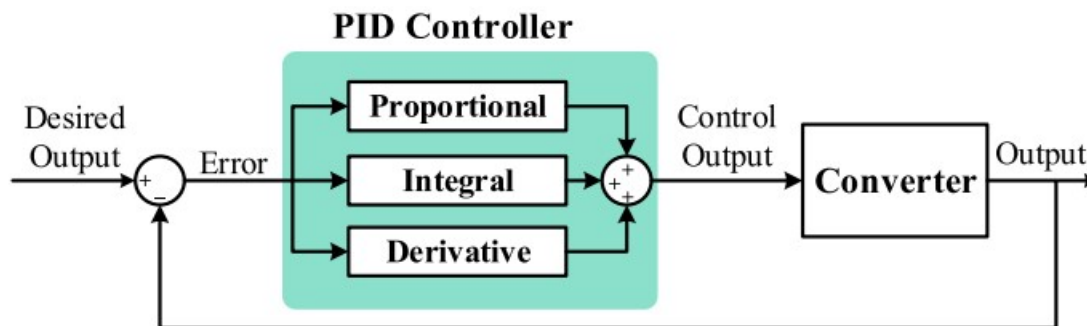 PID Controller
Desired
Output
+
−
Error
Proportional
Integral
Derivative
+
+
+
Control
Output
Converter
Output